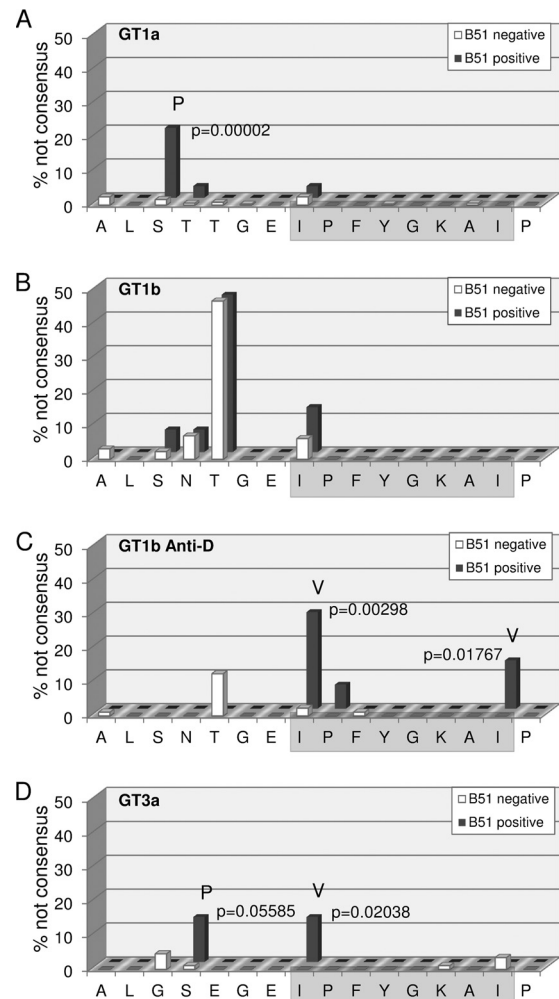 A
GT1a
B51 negative
B51 positive
% not consensus
50
40
30
20
10
0
P
p=0.00002
A L S T T G E I P F Y G K A I P
B
GT1b
B51 negative
B51 positive
% not consensus
50
40
30
20
10
0
A L S N T G E I P F Y G K A I P
C
GT1b Anti-D
B51 negative
B51 positive
% not consensus
50
40
30
20
10
0
V
p=0.00298
V
p=0.01767
A L S N T G E I P F Y G K A I P
D
GT3a
B51 negative
B51 positive
% not consensus
50
40
30
20
10
0
P
p=0.05585
V
p=0.02038
A L G S E G E I P F Y G K A I P